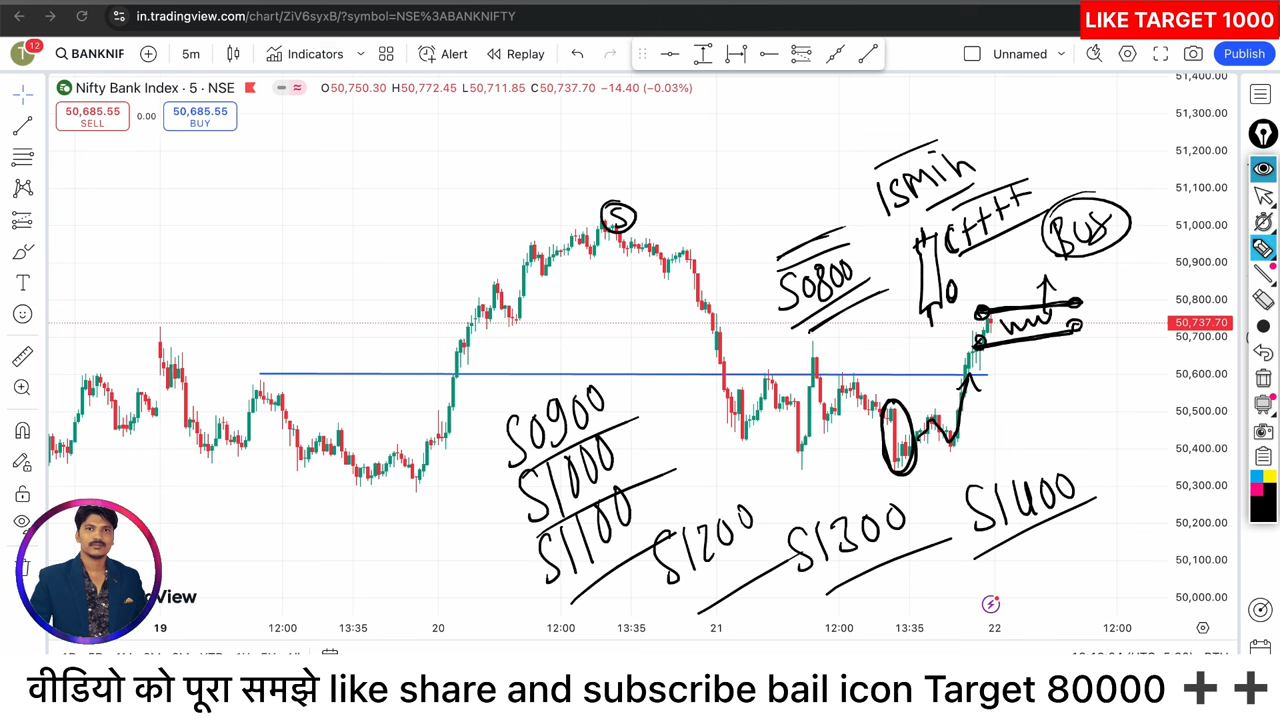 in.tradingview.com/chart/ZiV6syxB/?symbol=NSE%3ABANKNIFTY
LIKE TARGET 1000
T 12 BANKNIF 5m Indicators Alert Replay Unnamed Publish
Nifty Bank Index · 5 · NSE O50,750.30 H50,772.45 L50,711.85 C50,737.70 −14.40 (−0.03%)
50,685.55 SELL 0.00 50,685.55 BUY
51,400.00
51,300.00
51,200.00
51,100.00
51,000.00
50,900.00
50,800.00
50,737.70
50,700.00
50,600.00
50,500.00
50,400.00
50,300.00
50,200.00
50,100.00
50,000.00
15min
S
C++++
Buy
50800
50900
51000
51100
51200
51300
51400
19 12:00 13:35 20 12:00 13:35 21 12:00 13:35 22 12:00
वीडियो को पूरा समझे like share and subscribe bail icon Target 80000 ➕ ➕